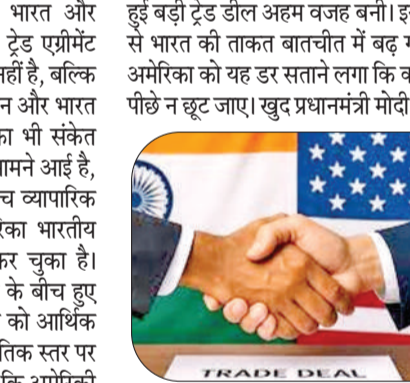 भारत और
ट्रेड एग्रीमेंट
नहीं है, बल्कि
और भारत
का भी संकेत
सामने आई है,
व्यापारिक
भारतीय
कर चुका है।
के बीच हुए
को आर्थिक
स्तर पर
कि अमेरिकी
हुई बड़ी ट्रेड डील अहम वजह बनी।
से भारत की ताकत बातचीत में बढ़
अमेरिका को यह डर सताने लगा कि
पीछे न छूट जाए। खुद प्रधानमंत्री मोदी
TRADE DEAL